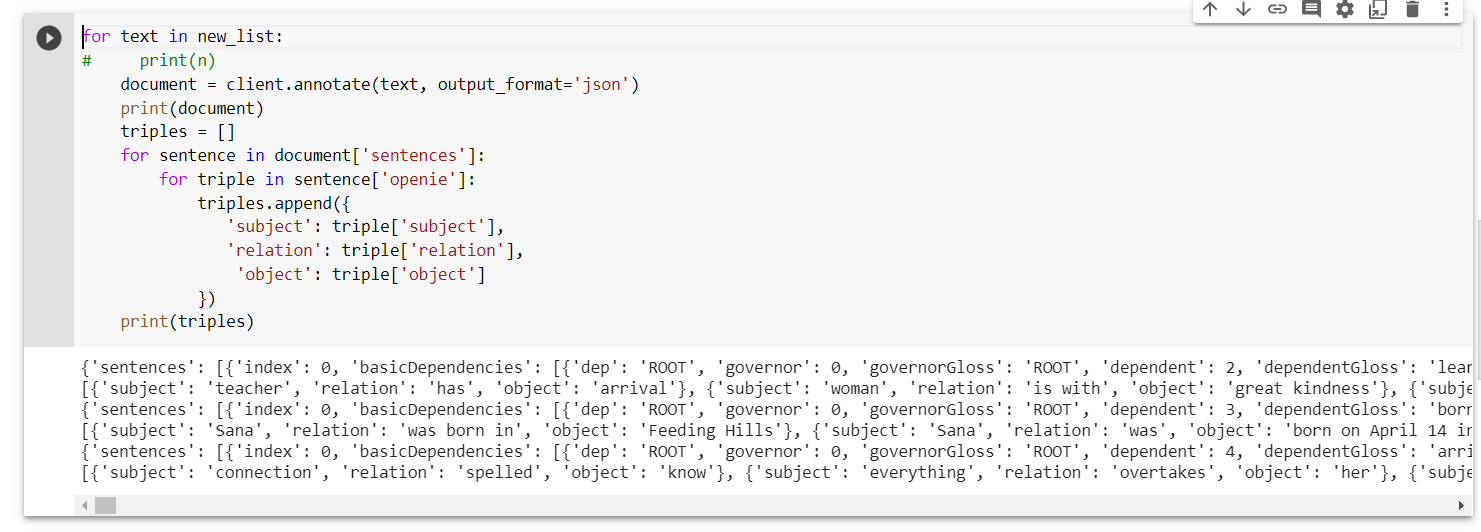 for text in new_list:
#     print(n)
    document = client.annotate(text, output_format='json')
    print(document)
    triples = []
    for sentence in document['sentences']:
        for triple in sentence['openie']:
            triples.append({
               'subject': triple['subject'],
               'relation': triple['relation'],
                'object': triple['object']
            })
    print(triples)
{'sentences': [{'index': 0, 'basicDependencies': [{'dep': 'ROOT', 'governor': 0, 'governorGloss': 'ROOT', 'dependent': 2, 'dependentGloss': 'lear
[{'subject': 'teacher', 'relation': 'has', 'object': 'arrival'}, {'subject': 'woman', 'relation': 'is with', 'object': 'great kindness'}, {'subje
{'sentences': [{'index': 0, 'basicDependencies': [{'dep': 'ROOT', 'governor': 0, 'governorGloss': 'ROOT', 'dependent': 3, 'dependentGloss': 'born
[{'subject': 'Sana', 'relation': 'was born in', 'object': 'Feeding Hills'}, {'subject': 'Sana', 'relation': 'was', 'object': 'born on April 14 in
{'sentences': [{'index': 0, 'basicDependencies': [{'dep': 'ROOT', 'governor': 0, 'governorGloss': 'ROOT', 'dependent': 4, 'dependentGloss': 'arri
[{'subject': 'connection', 'relation': 'spelled', 'object': 'know'}, {'subject': 'everything', 'relation': 'overtakes', 'object': 'her'}, {'subje